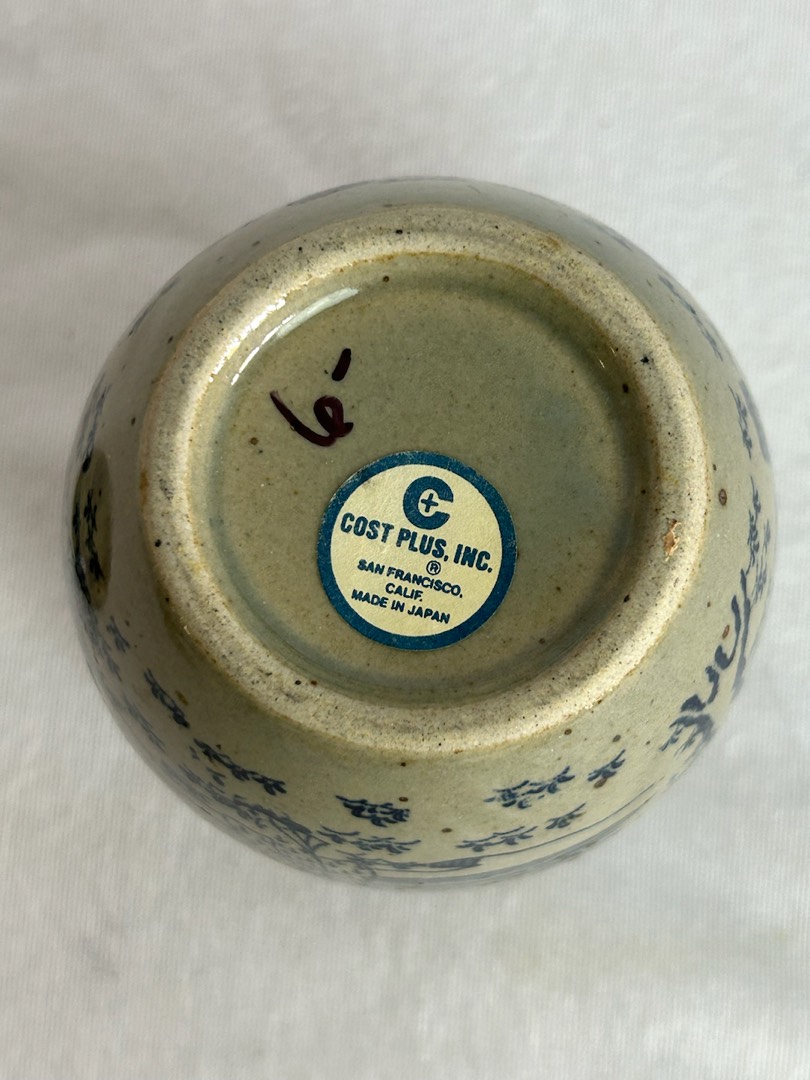 6-
COST PLUS, INC.
®
SAN FRANCISCO,
CALIF.
MADE IN JAPAN